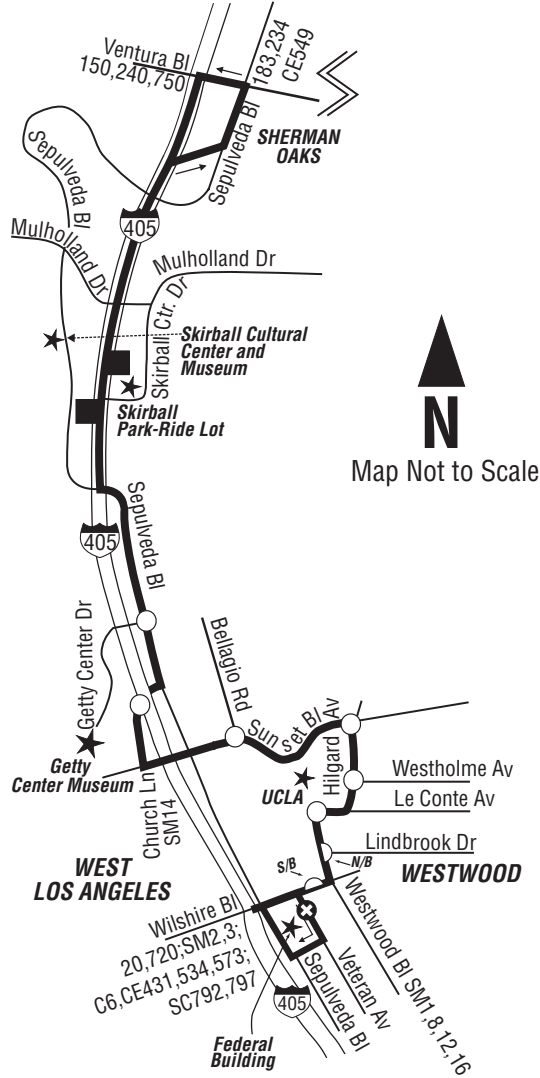 Ventura Bl
150,240,750
183,234
CE549
Sepulveda Bl
SHERMAN
OAKS
Sepulveda Bl
405
Mulholland Dr
Mulholland Dr
Skirball Ctr. Dr
Skirball Cultural
Center and
Museum
Skirball
Park-Ride Lot
N
Map Not to Scale
Sepulveda Bl
405
Getty Center Dr
Bellagio Rd
Sunset Bl
Hilgard Av
Getty
Center Museum
Church Ln
SM14
UCLA
Westholme Av
Le Conte Av
Lindbrook Dr
S/B
N/B
WEST
LOS ANGELES
WESTWOOD
Wilshire Bl
20,720;SM2,3;
C6,CE431,534,573;
SC792,797
Westwood Bl SM1,8,12,16
Veteran Av
Sepulveda Bl
405
Federal
Building